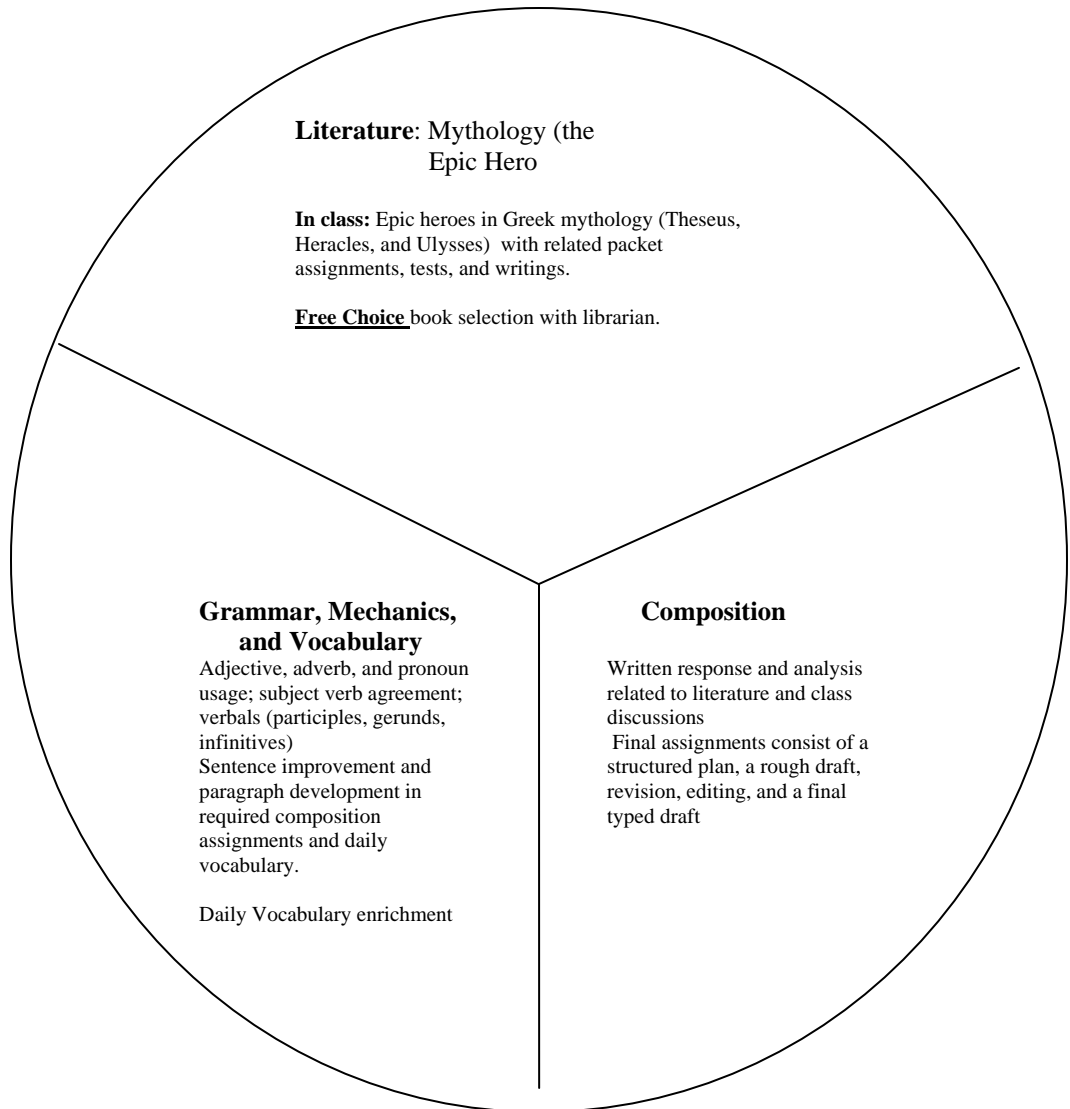 Literature: Mythology (the
Epic Hero
In class: Epic heroes in Greek mythology (Theseus,
Heracles, and Ulysses) with related packet
assignments, tests, and writings.
Free Choice book selection with librarian.
Grammar, Mechanics,
and Vocabulary
Adjective, adverb, and pronoun
usage; subject verb agreement;
verbals (participles, gerunds,
infinitives)
Sentence improvement and
paragraph development in
required composition
assignments and daily
vocabulary.
Daily Vocabulary enrichment
Composition
Written response and analysis
related to literature and class
discussions
Final assignments consist of a
structured plan, a rough draft,
revision, editing, and a final
typed draft